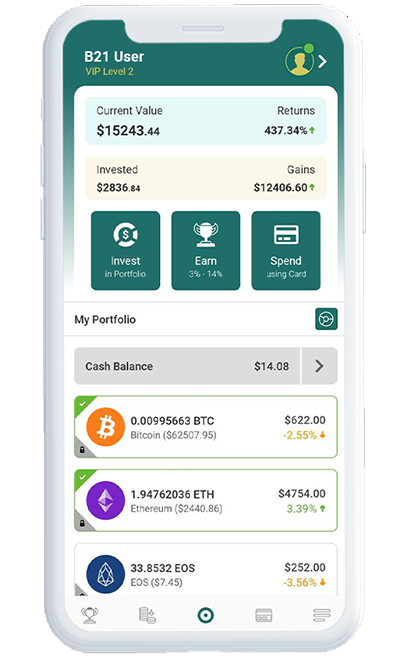 B21 User
VIP Level 2
Current Value Returns
$15243.44 437.34%
Invested Gains
$2836.84 $12406.60
Invest Earn Spend
in Portfolio 3% - 14% using Card
My Portfolio
Cash Balance $14.08
0.00995663 BTC $622.00
Bitcoin ($62507.95) -2.55%
1.94762036 ETH $4754.00
Ethereum ($2440.86) 3.39%
33.8532 EOS $252.00
EOS ($7.45) -3.56%